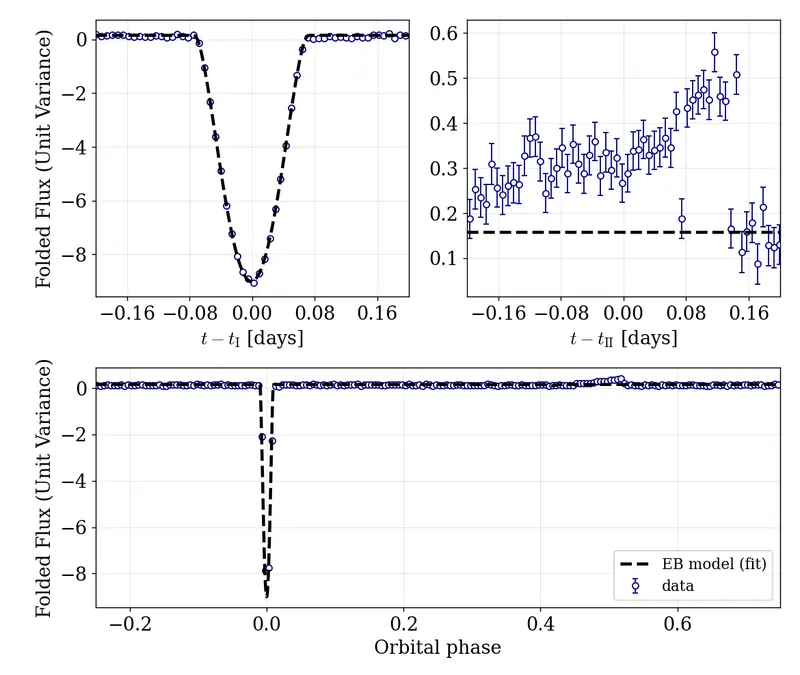 0
−2
−4
−6
−8
Folded Flux (Unit Variance)
−0.16 −0.08 0.00 0.08 0.16
t − tI [days]
0.6
0.5
0.4
0.3
0.2
0.1
−0.16 −0.08 0.00 0.08 0.16
t − tII [days]
0
−2
−4
−6
−8
Folded Flux (Unit Variance)
EB model (fit)
data
−0.2 0.0 0.2 0.4 0.6
Orbital phase